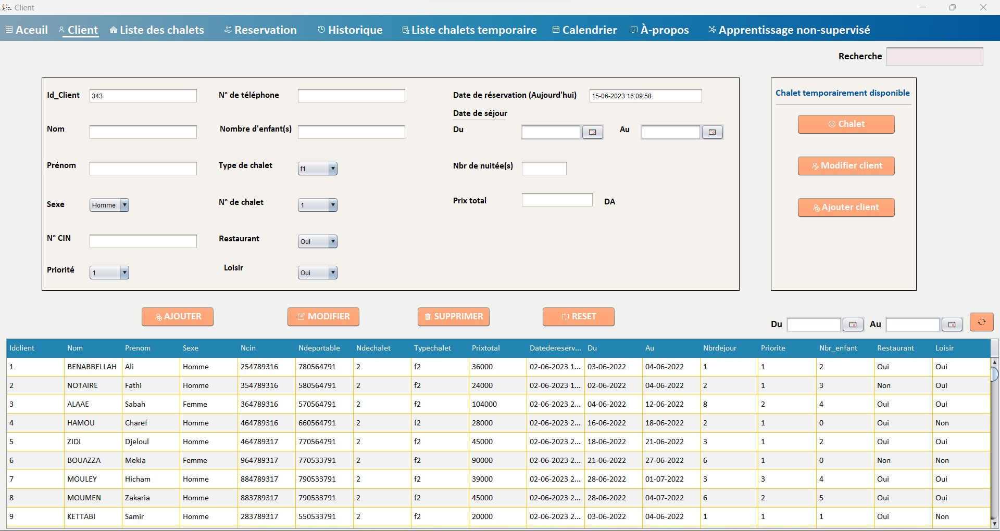 Client
Aceuil Client Liste des chalets Reservation Historique Liste chalets temporaire Calendrier À-propos Apprentissage non-supervisé
Recherche
Id_Client 343 N° de téléphone Date de réservation (Aujourd'hui) 15-06-2023 16:09:58
Date de séjour
Nom Nombre d'enfant(s) Du Au
Prénom Type de chalet f1 Nbr de nuitée(s)
Sexe Homme N° de chalet 1 Prix total DA
N° CIN Restaurant Oui
Priorité 1 Loisir Oui
Chalet temporairement disponible
Chalet
Modifier client
Ajouter client
AJOUTER MODIFIER SUPPRIMER RESET
Du Au
Idclient Nom Prenom Sexe Ncin Ndeportable Ndechalet Typechalet Prixtotal Datedereserv... Du Au Nbrdejour Priorite Nbr_enfant Restaurant Loisir
1 BENABBELLAH Ali Homme 254789316 780564791 2 f2 36000 02-06-2023 1... 03-06-2022 04-06-2022 1 1 2 Oui Oui
2 NOTAIRE Fathi Homme 354789316 580564791 2 f2 24000 02-06-2023 1... 02-06-2022 04-06-2022 2 1 3 Non Oui
3 ALAAE Sabah Femme 364789316 570564791 2 f2 104000 02-06-2023 2... 04-06-2022 12-06-2022 8 2 4 Oui Oui
4 HAMOU Charef Homme 464789316 660564791 2 f2 28000 02-06-2023 2... 16-06-2022 18-06-2022 2 1 0 Oui Non
5 ZIDI Djeloul Homme 464789317 770564791 2 f2 45000 02-06-2023 2... 18-06-2022 21-06-2022 3 1 2 Oui Oui
6 BOUAZZA Mekia Femme 964789317 770533791 2 f2 90000 02-06-2023 2... 21-06-2022 27-06-2022 6 1 0 Non Non
7 MOULEY Hicham Homme 884789317 790533791 2 f2 39000 02-06-2023 2... 28-06-2022 01-07-2022 3 3 4 Oui Oui
8 MOUMEN Zakaria Homme 883789317 790533791 2 f2 45000 02-06-2023 2... 28-06-2022 04-07-2022 6 2 5 Oui Oui
9 KETTABI Samir Homme 283789317 550533791 2 f2 20000 02-06-2023 2... 03-06-2022 04-06-2022 1 1 1 Oui Non